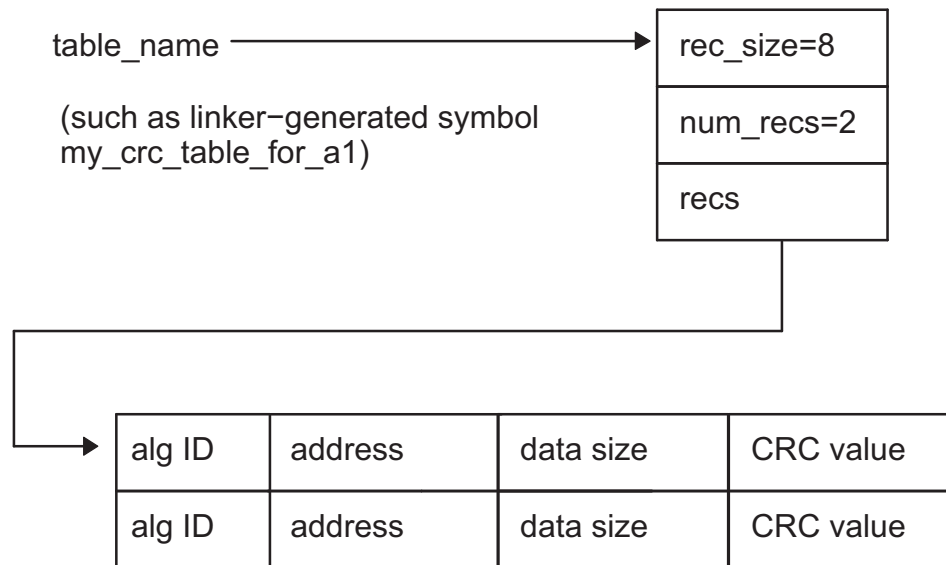 table_name
rec_size=8
(such as linker−generated symbol
my_crc_table_for_a1)
num_recs=2
recs
alg ID address data size CRC value
alg ID address data size CRC value